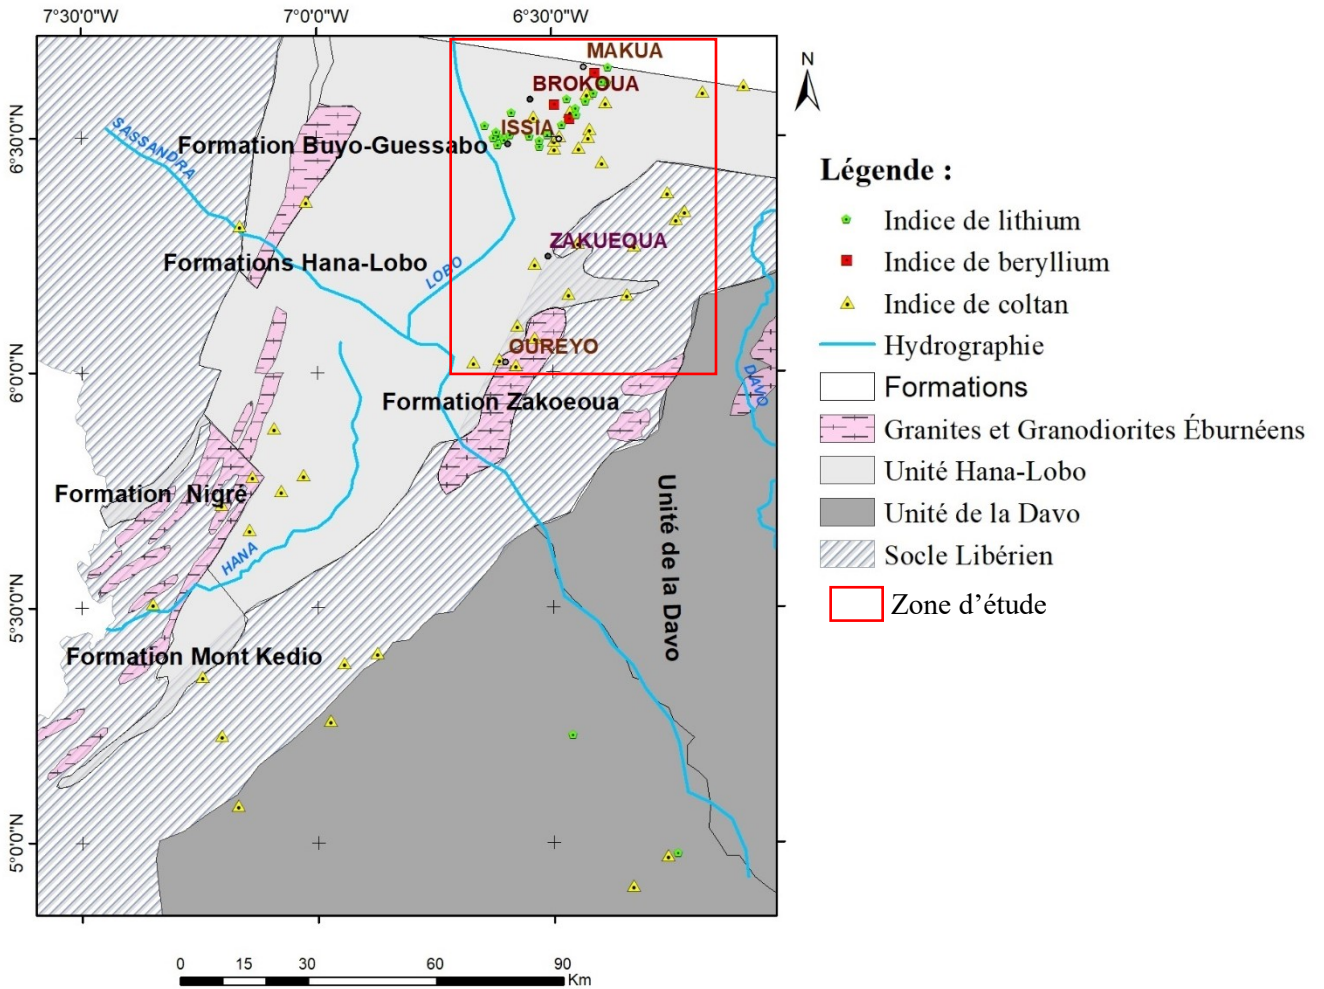 7°30'0"W
7°0'0"W
6°30'0"W
MAKUA
N
BROKOUA
ISSIA
SASSANDRA
Formation Buyo-Guessabo
6°30'0"N
Légende :
Indice de lithium
ZAKUEQUA
Formations Hana-Lobo
LOBO
Indice de beryllium
Indice de coltan
OUREYO
Hydrographie
6°0'0"N
DAVO
Formations
Formation Zakoeoua
Granites et Granodiorites Éburnéens
Unité Hana-Lobo
Formation Nigré
Unité de la Davo
Unité de la Davo
HANA
Socle Libérien
Zone d'étude
5°30'0"N
Formation Mont Kedio
5°0'0"N
0 15 30 60 90
Km